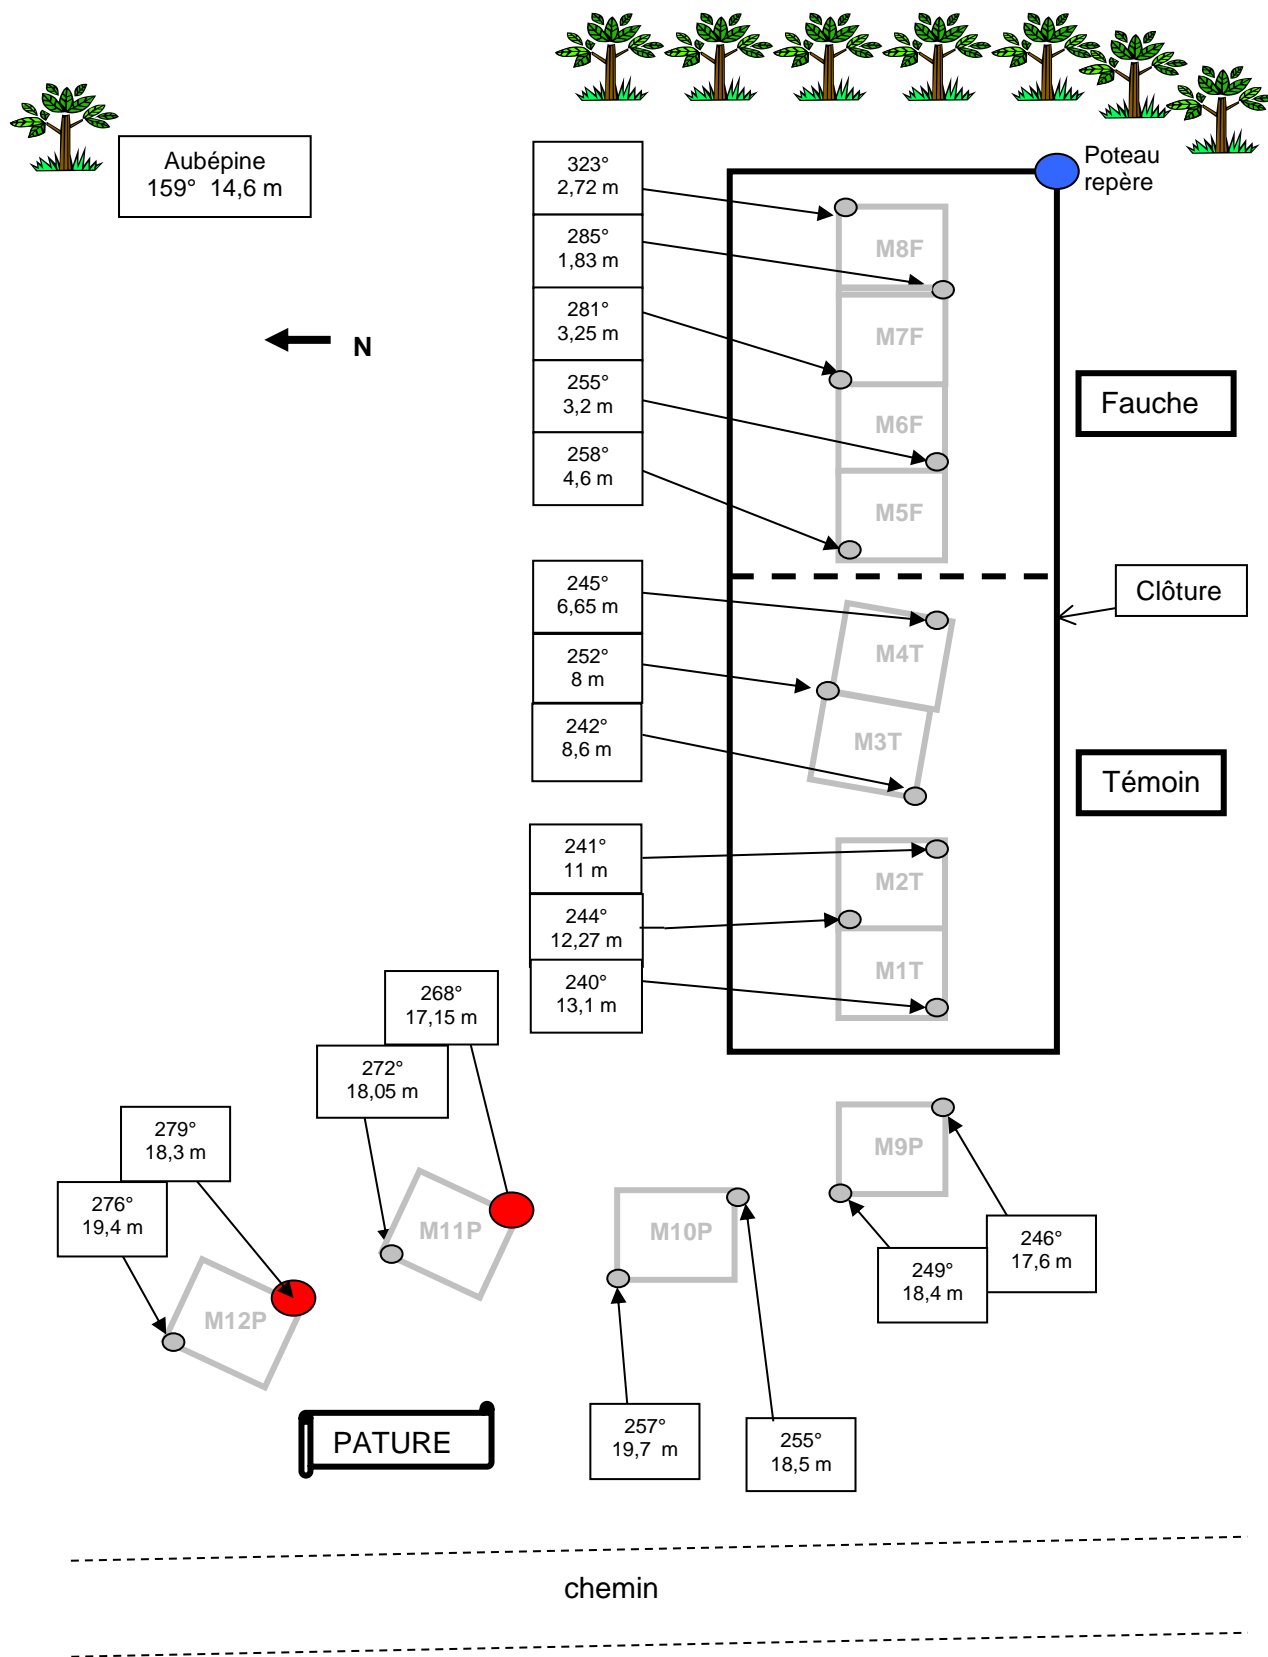 Aubépine
159° 14,6 m
Poteau
repère
323°
2,72 m
285°
1,83 m
281°
3,25 m
255°
3,2 m
258°
4,6 m
M8F
M7F
M6F
M5F
N
Fauche
245°
6,65 m
252°
8 m
242°
8,6 m
M4T
M3T
Clôture
Témoin
241°
11 m
244°
12,27 m
240°
13,1 m
M2T
M1T
268°
17,15 m
272°
18,05 m
279°
18,3 m
276°
19,4 m
M12P
M11P
M10P
M9P
246°
17,6 m
249°
18,4 m
257°
19,7 m
255°
18,5 m
PATURE
chemin